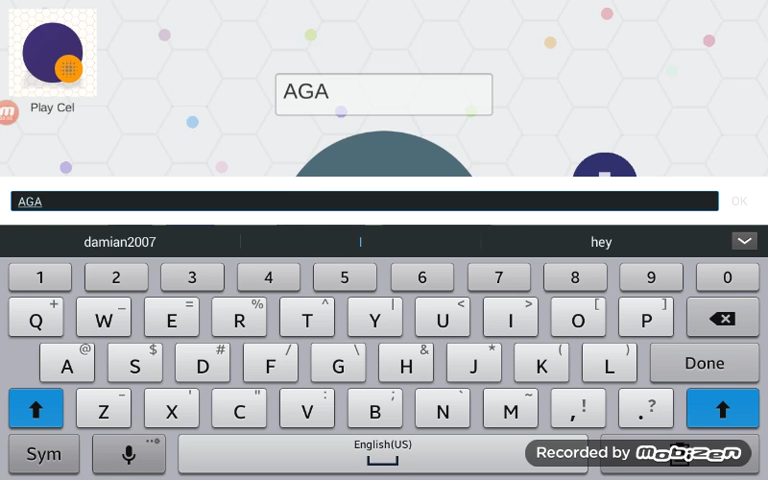 AGA
Play Cel
AGA
OK
damian2007
I
hey
1 2 3 4 5 6 7 8 9 0
+ _ = % ^ | < > [ ]
Q W E R T Y U I O P
@ $ # / \ & * ( )
A S D F G H J K L Done
- ' " : ; ` ~ ! ?
Z X C V B N M , .
Sym
English(US)
Recorded by mobizen